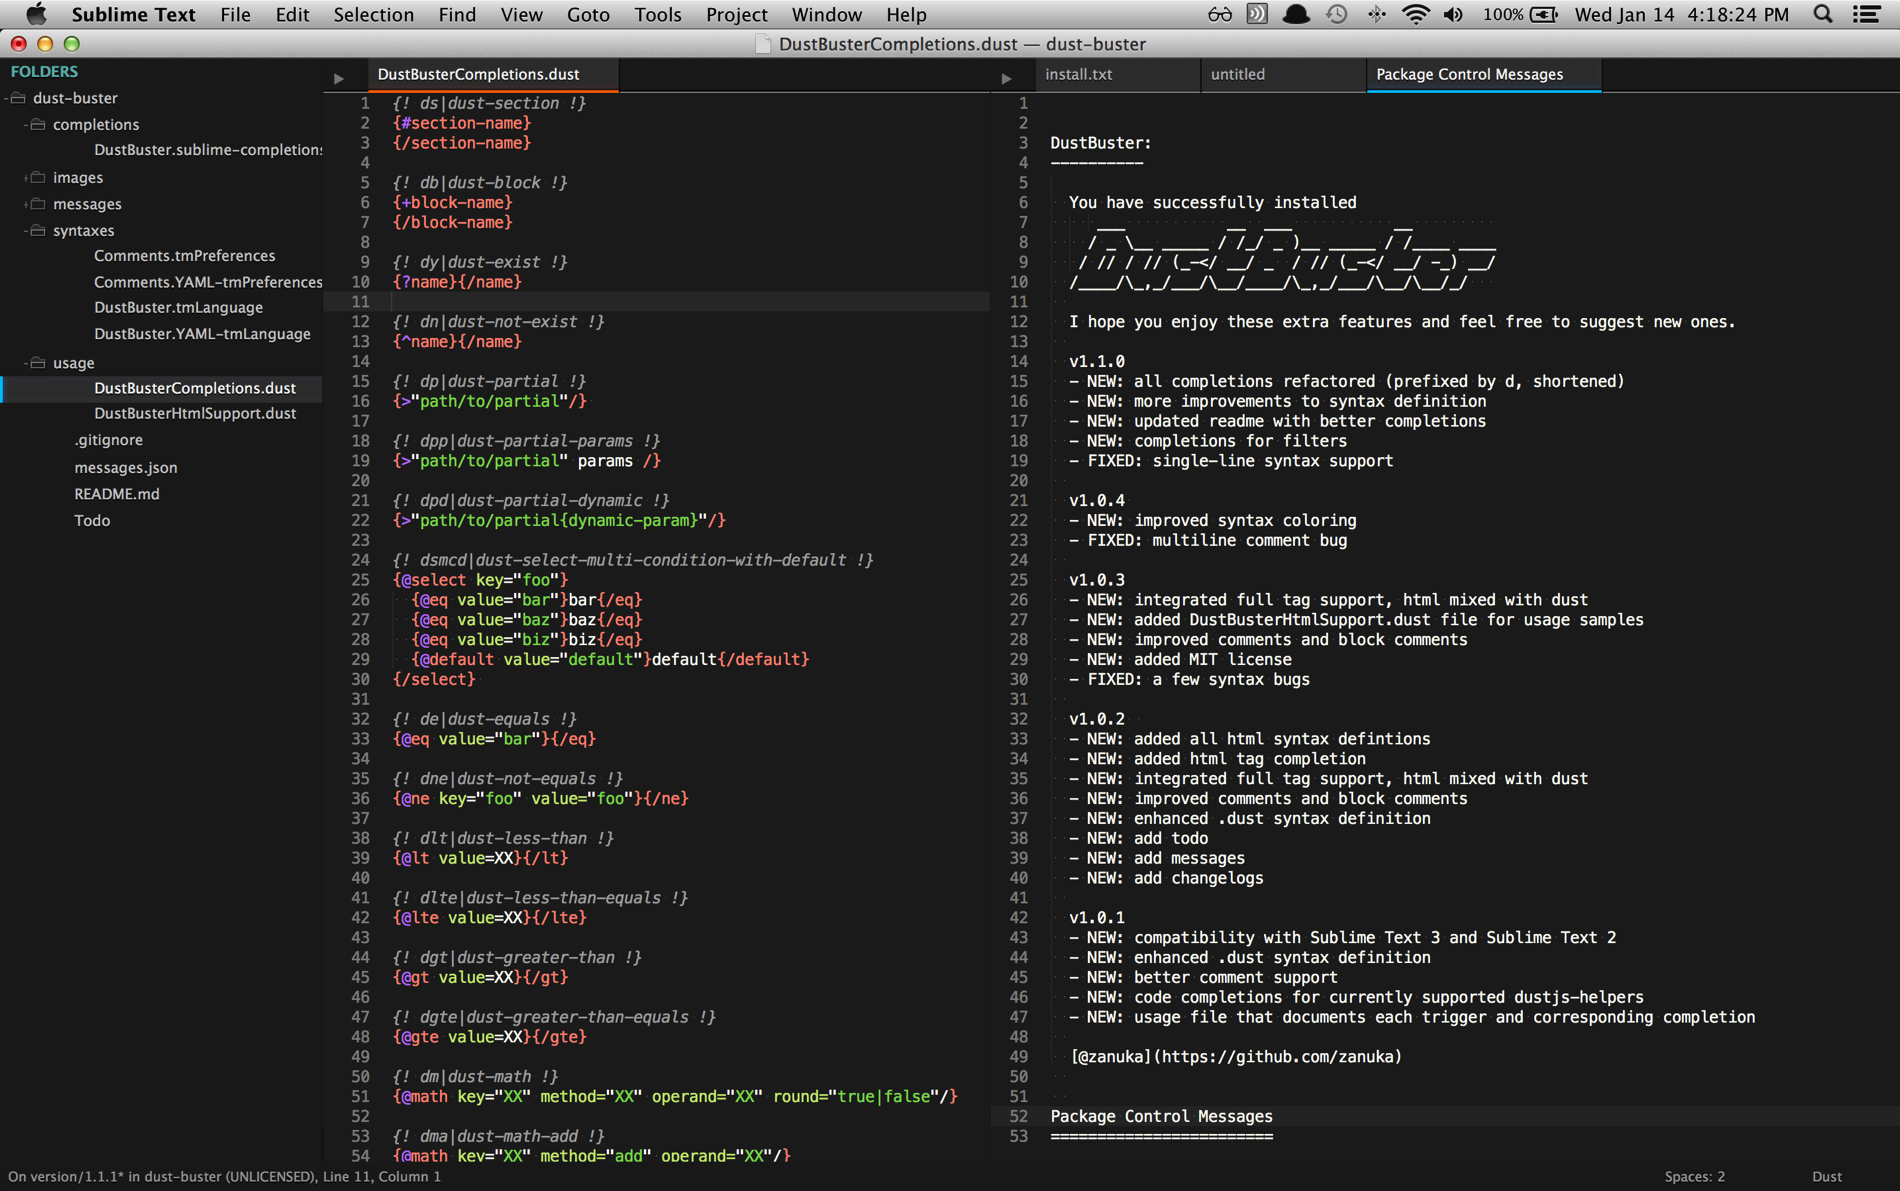 Sublime Text File Edit Selection Find View Goto Tools Project Window Help 100% Wed Jan 14 4:18:24 PM
DustBusterCompletions.dust — dust-buster
FOLDERS
dust-buster
completions
DustBuster.sublime-completions
images
messages
syntaxes
Comments.tmPreferences
Comments.YAML-tmPreferences
DustBuster.tmLanguage
DustBuster.YAML-tmLanguage
usage
DustBusterCompletions.dust
DustBusterHtmlSupport.dust
.gitignore
messages.json
README.md
Todo
DustBusterCompletions.dust
1 {! ds|dust-section !}
2 {#section-name}
3 {/section-name}
4
5 {! db|dust-block !}
6 {+block-name}
7 {/block-name}
8
9 {! dy|dust-exist !}
10 {?name}{/name}
11
12 {! dn|dust-not-exist !}
13 {^name}{/name}
14
15 {! dp|dust-partial !}
16 {>"path/to/partial"/}
17
18 {! dpp|dust-partial-params !}
19 {>"path/to/partial" params /}
20
21 {! dpd|dust-partial-dynamic !}
22 {>"path/to/partial{dynamic-param}"/}
23
24 {! dsmcd|dust-select-multi-condition-with-default !}
25 {@select key="foo"}
26 {@eq value="bar"}bar{/eq}
27 {@eq value="baz"}baz{/eq}
28 {@eq value="biz"}biz{/eq}
29 {@default value="default"}default{/default}
30 {/select}
31
32 {! de|dust-equals !}
33 {@eq value="bar"}{/eq}
34
35 {! dne|dust-not-equals !}
36 {@ne key="foo" value="foo"}{/ne}
37
38 {! dlt|dust-less-than !}
39 {@lt value=XX}{/lt}
40
41 {! dlte|dust-less-than-equals !}
42 {@lte value=XX}{/lte}
43
44 {! dgt|dust-greater-than !}
45 {@gt value=XX}{/gt}
46
47 {! dgte|dust-greater-than-equals !}
48 {@gte value=XX}{/gte}
49
50 {! dm|dust-math !}
51 {@math key="XX" method="XX" operand="XX" round="true|false"/}
52
53 {! dma|dust-math-add !}
54 {@math key="XX" method="add" operand="XX"/}
install.txt untitled Package Control Messages
1
2
3 DustBuster:
4 ----------
5
6 You have successfully installed
7 ___ __ ___ __
8 / _ \__ _____ / /_/ _ )__ _____ / /____ ____
9 / // / // (_-</ __/ _ / // (_-</ __/ -_) __/
10 /____/\_,_/___/\__/____/\_,_/___/\__/\__/_/
11
12 I hope you enjoy these extra features and feel free to suggest new ones.
13
14 v1.1.0
15 - NEW: all completions refactored (prefixed by d, shortened)
16 - NEW: more improvements to syntax definition
17 - NEW: updated readme with better completions
18 - NEW: completions for filters
19 - FIXED: single-line syntax support
20
21 v1.0.4
22 - NEW: improved syntax coloring
23 - FIXED: multiline comment bug
24
25 v1.0.3
26 - NEW: integrated full tag support, html mixed with dust
27 - NEW: added DustBusterHtmlSupport.dust file for usage samples
28 - NEW: improved comments and block comments
29 - NEW: added MIT license
30 - FIXED: a few syntax bugs
31
32 v1.0.2
33 - NEW: added all html syntax defintions
34 - NEW: added html tag completion
35 - NEW: integrated full tag support, html mixed with dust
36 - NEW: improved comments and block comments
37 - NEW: enhanced .dust syntax definition
38 - NEW: add todo
39 - NEW: add messages
40 - NEW: add changelogs
41
42 v1.0.1
43 - NEW: compatibility with Sublime Text 3 and Sublime Text 2
44 - NEW: enhanced .dust syntax definition
45 - NEW: better comment support
46 - NEW: code completions for currently supported dustjs-helpers
47 - NEW: usage file that documents each trigger and corresponding completion
48
49 [@zanuka](https://github.com/zanuka)
50
51
52 Package Control Messages
53 ========================
On version/1.1.1* in dust-buster (UNLICENSED), Line 11, Column 1 Spaces: 2 Dust